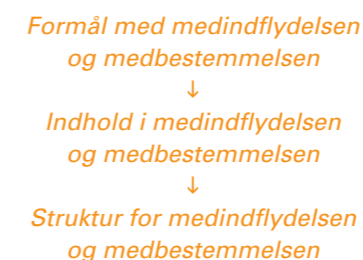 Formål med medindflydelsen
og medbestemmelsen
↓
Indhold i medindflydelsen
og medbestemmelsen
↓
Struktur for medindflydelsen
og medbestemmelsen